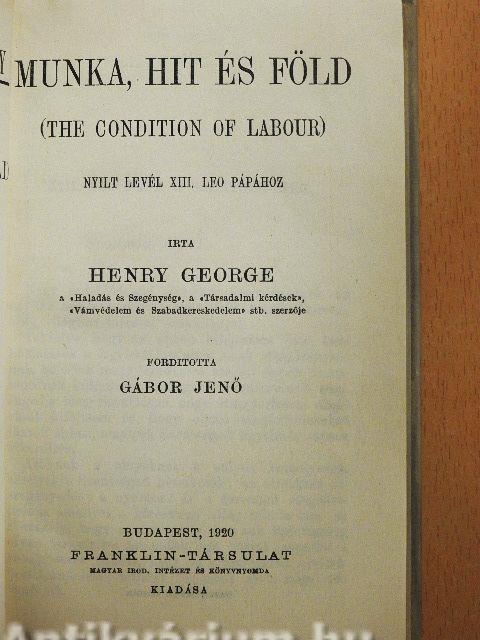 MUNKA, HIT ÉS FÖLD
(THE CONDITION OF LABOUR)
NYILT LEVÉL XIII. LEO PÁPÁHOZ
IRTA
HENRY GEORGE
a «Haladás és Szegénység», a «Társadalmi kérdések»,
«Vámvédelem és Szabadkereskedelem» stb. szerzője
FORDITOTTA
GÁBOR JENŐ
BUDAPEST, 1920
FRANKLIN-TÁRSULAT
MAGYAR IROD. INTÉZET ÉS KÖNYVNYOMDA
KIADÁSA
Antikvárium.hu